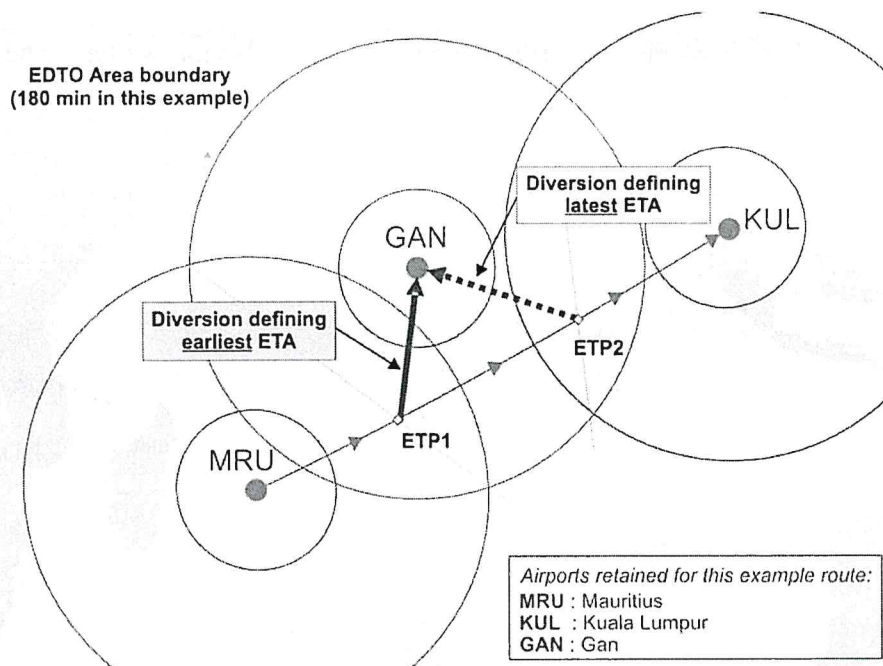 EDTO Area boundary
(180 min in this example)
Diversion defining
latest ETA
KUL
GAN
Diversion defining
earliest ETA
ETP2
ETP1
MRU
Airports retained for this example route:
MRU : Mauritius
KUL : Kuala Lumpur
GAN : Gan